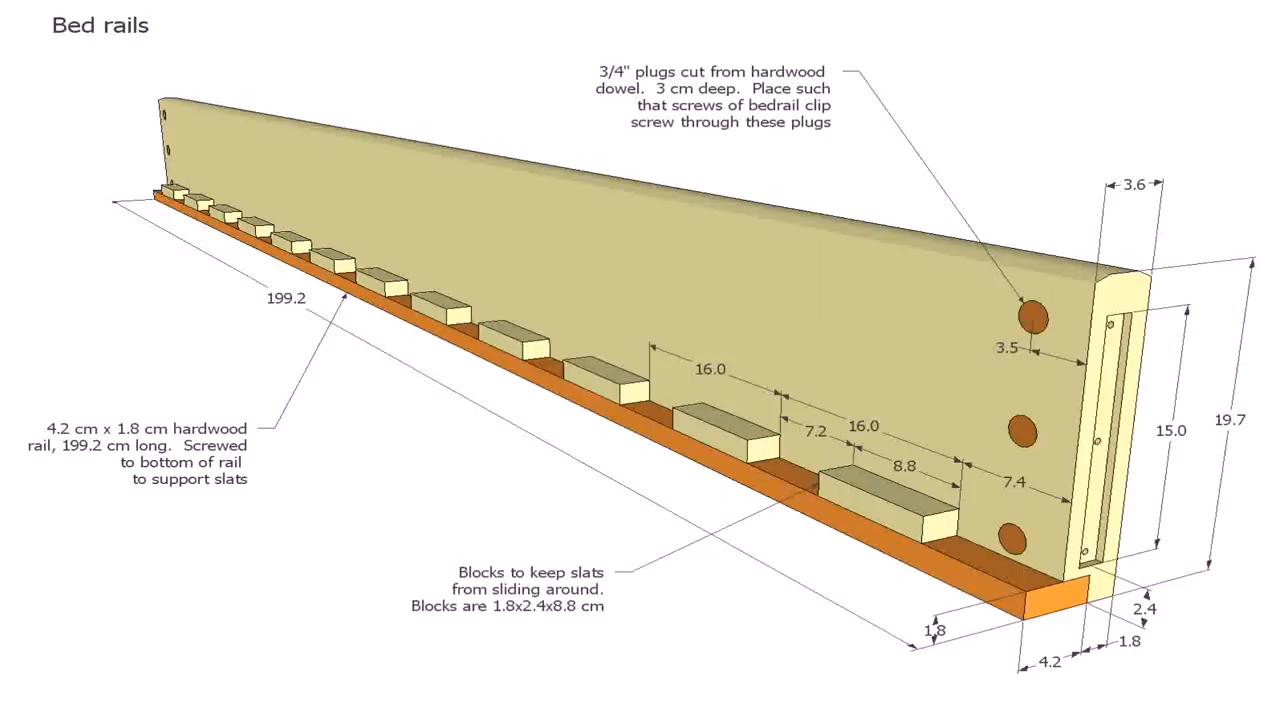 Bed rails
3/4" plugs cut from hardwood
dowel. 3 cm deep. Place such
that screws of bedrail clip
screw through these plugs
3.6
199.2
3.5
16.0
16.0
7.2
8.8
7.4
15.0
19.7
4.2 cm x 1.8 cm hardwood
rail, 199.2 cm long. Screwed
to bottom of rail
to support slats
Blocks to keep slats
from sliding around.
Blocks are 1.8x2.4x8.8 cm
1.8
2.4
1.8
4.2